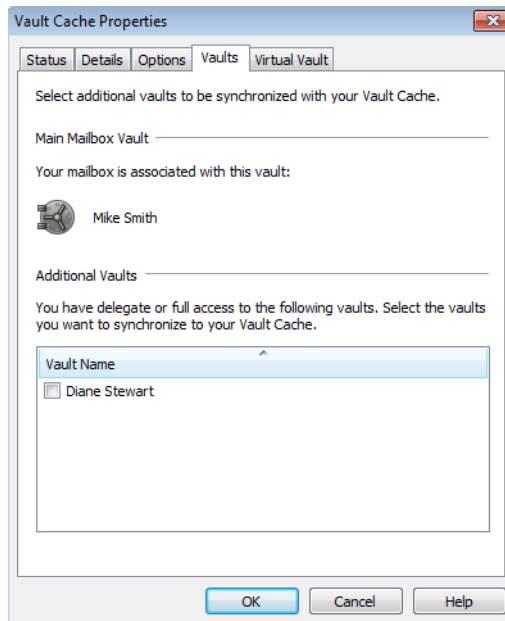 Vault Cache Properties
Status Details Options Vaults Virtual Vault
Select additional vaults to be synchronized with your Vault Cache.
Main Mailbox Vault
Your mailbox is associated with this vault:
Mike Smith
Additional Vaults
You have delegate or full access to the following vaults. Select the vaults
you want to synchronize to your Vault Cache.
Vault Name
Diane Stewart
OK Cancel Help